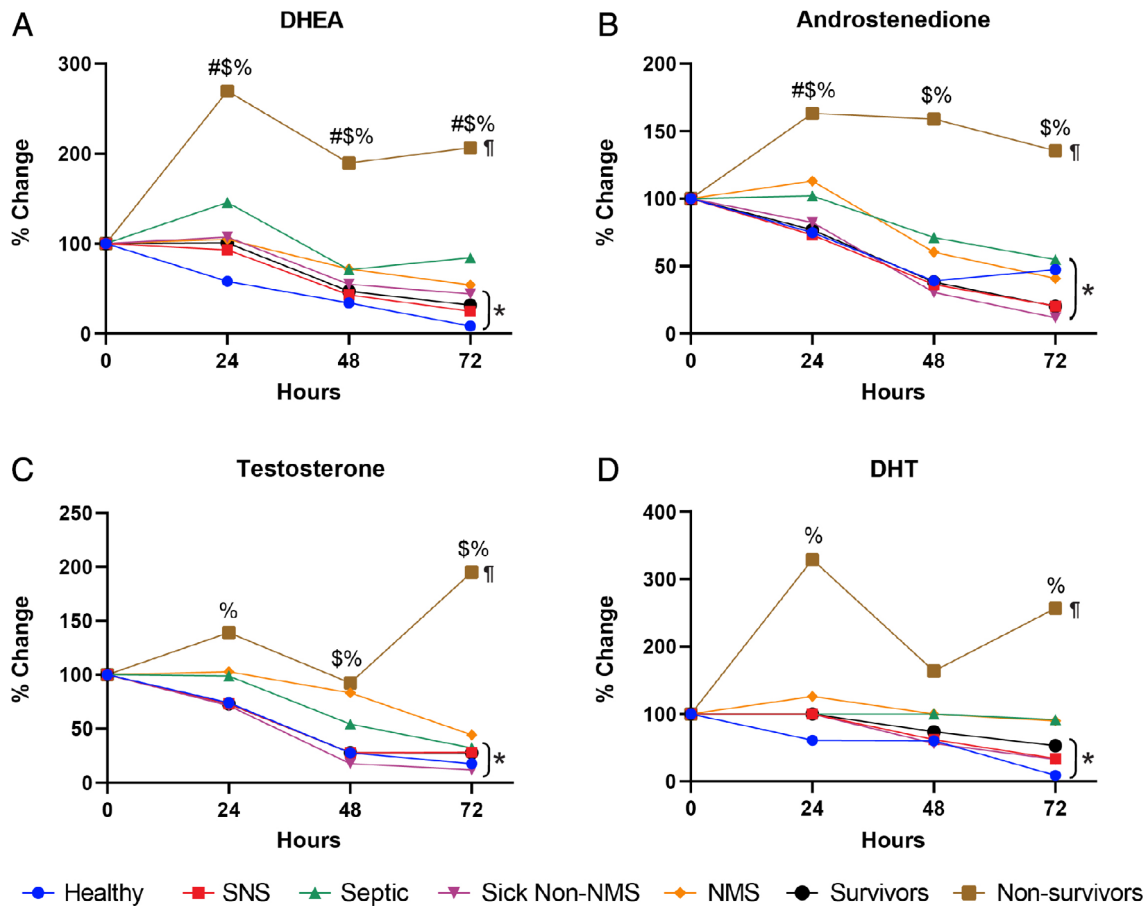 A
DHEA
% Change
300
200
100
0
#$%
#$%
#$%
¶
*
0 24 48 72
Hours
B
Androstenedione
% Change
200
150
100
50
0
#$%
$%
$%
¶
*
0 24 48 72
Hours
C
Testosterone
% Change
250
200
150
100
50
0
%
$%
$%
¶
*
0 24 48 72
Hours
D
DHT
% Change
400
300
200
100
0
%
%
¶
*
0 24 48 72
Hours
Healthy SNS Septic Sick Non-NMS NMS Survivors Non-survivors